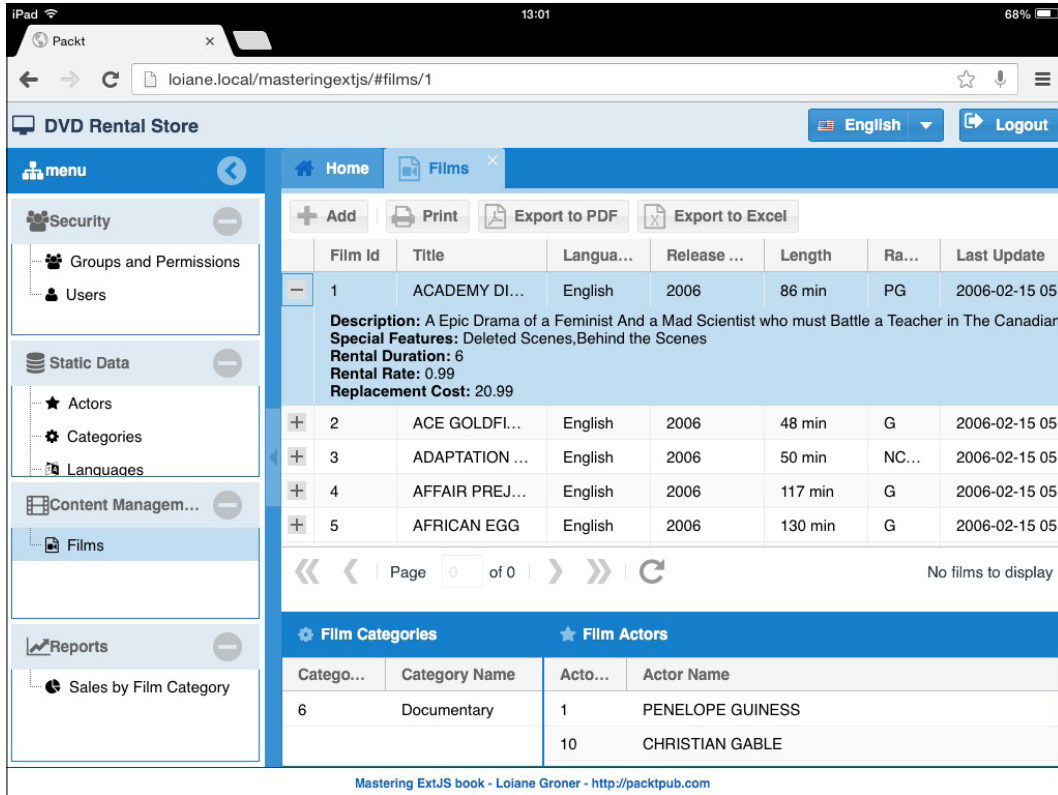 iPad 13:01 68%
Packt
loiane.local/masteringextjs/#films/1
DVD Rental Store English Logout
menu
Security
Groups and Permissions
Users
Static Data
Actors
Categories
Languages
Content Managem...
Films
Reports
Sales by Film Category
Home Films
Add Print Export to PDF Export to Excel
Film Id Title Langua... Release ... Length Ra... Last Update
1 ACADEMY DI... English 2006 86 min PG 2006-02-15 05
Description: A Epic Drama of a Feminist And a Mad Scientist who must Battle a Teacher in The Canadian
Special Features: Deleted Scenes,Behind the Scenes
Rental Duration: 6
Rental Rate: 0.99
Replacement Cost: 20.99
2 ACE GOLDFI... English 2006 48 min G 2006-02-15 05
3 ADAPTATION ... English 2006 50 min NC... 2006-02-15 05
4 AFFAIR PREJ... English 2006 117 min G 2006-02-15 05
5 AFRICAN EGG English 2006 130 min G 2006-02-15 05
Page 0 of 0 No films to display
Film Categories
Catego... Category Name
6 Documentary
Film Actors
Acto... Actor Name
1 PENELOPE GUINESS
10 CHRISTIAN GABLE
Mastering ExtJS book - Loiane Groner - http://packtpub.com